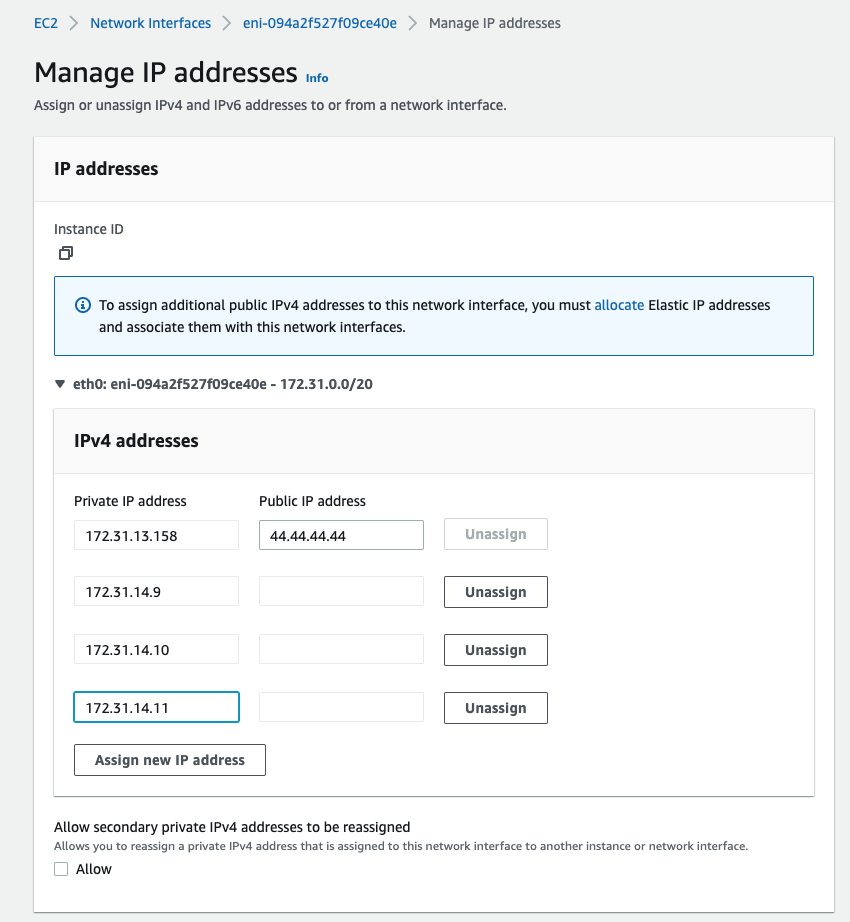 EC2 > Network Interfaces > eni-094a2f527f09ce40e > Manage IP addresses
Manage IP addresses Info
Assign or unassign IPv4 and IPv6 addresses to or from a network interface.
IP addresses
Instance ID
To assign additional public IPv4 addresses to this network interface, you must allocate Elastic IP addresses
and associate them with this network interfaces.
eth0: eni-094a2f527f09ce40e - 172.31.0.0/20
IPv4 addresses
Private IP address Public IP address
172.31.13.158 44.44.44.44 Unassign
172.31.14.9 Unassign
172.31.14.10 Unassign
172.31.14.11 Unassign
Assign new IP address
Allow secondary private IPv4 addresses to be reassigned
Allows you to reassign a private IPv4 address that is assigned to this network interface to another instance or network interface.
Allow